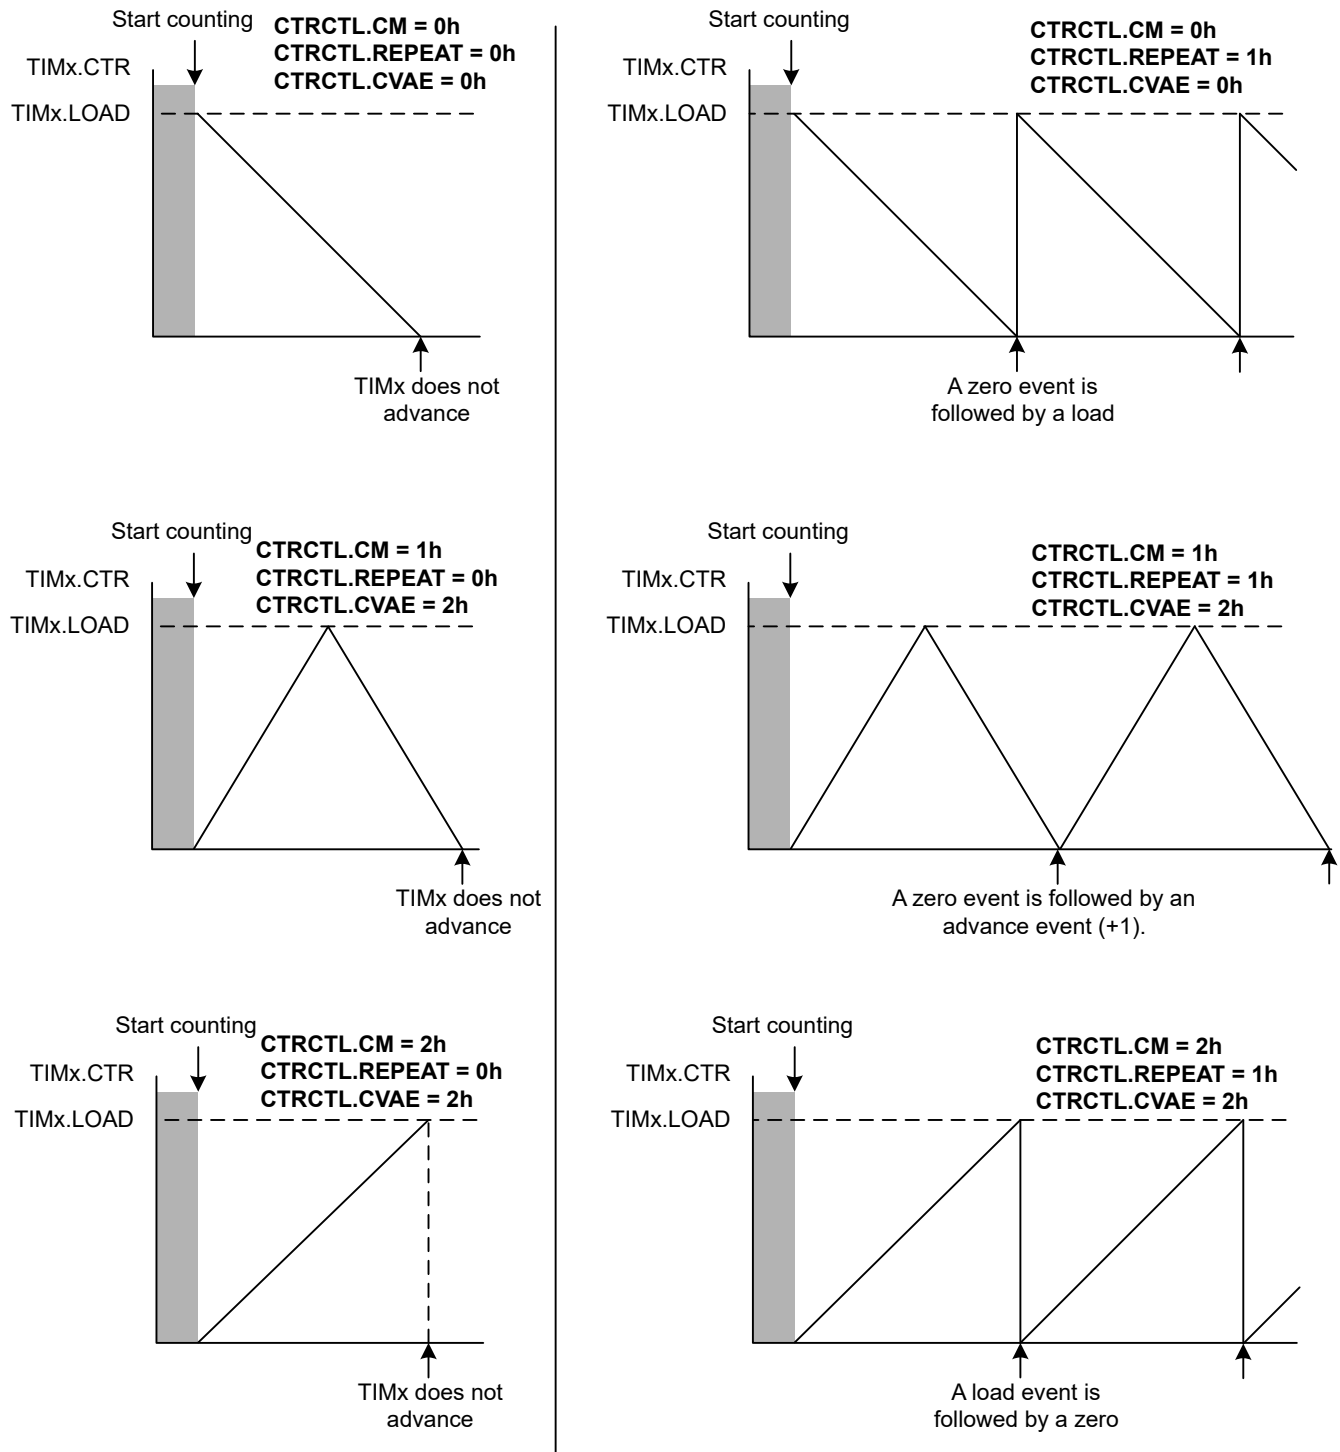 Start counting
CTRCTL.CM = 0h
CTRCTL.REPEAT = 0h
CTRCTL.CVAE = 0h
TIMx.CTR
TIMx.LOAD
TIMx does not
advance
Start counting
CTRCTL.CM = 0h
CTRCTL.REPEAT = 1h
CTRCTL.CVAE = 0h
TIMx.CTR
TIMx.LOAD
A zero event is
followed by a load
Start counting
CTRCTL.CM = 1h
CTRCTL.REPEAT = 0h
CTRCTL.CVAE = 2h
TIMx.CTR
TIMx.LOAD
TIMx does not
advance
Start counting
CTRCTL.CM = 1h
CTRCTL.REPEAT = 1h
CTRCTL.CVAE = 2h
TIMx.CTR
TIMx.LOAD
A zero event is followed by an
advance event (+1).
Start counting
CTRCTL.CM = 2h
CTRCTL.REPEAT = 0h
CTRCTL.CVAE = 2h
TIMx.CTR
TIMx.LOAD
TIMx does not
advance
Start counting
CTRCTL.CM = 2h
CTRCTL.REPEAT = 1h
CTRCTL.CVAE = 2h
TIMx.CTR
TIMx.LOAD
A load event is
followed by a zero